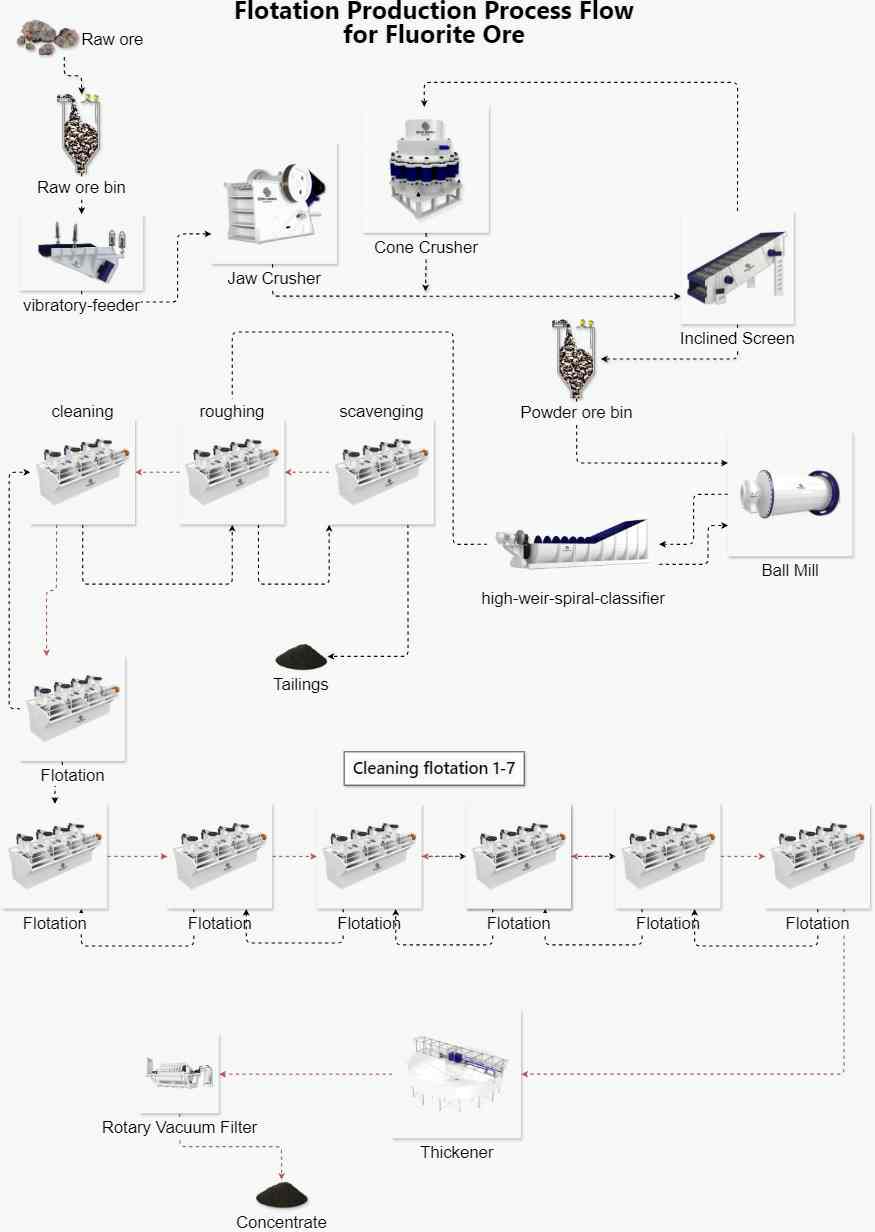 Flotation Production Process Flow
for Fluorite Ore
Raw ore
Raw ore bin
vibratory-feeder
Jaw Crusher
Cone Crusher
Inclined Screen
Powder ore bin
cleaning
roughing
scavenging
Ball Mill
high-weir-spiral-classifier
Tailings
Flotation
Cleaning flotation 1-7
Flotation
Flotation
Flotation
Flotation
Flotation
Flotation
Rotary Vacuum Filter
Thickener
Concentrate